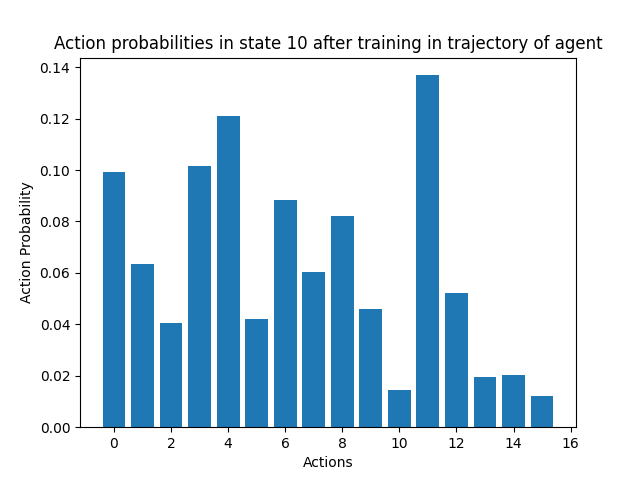 Action probabilities in state 10 after training in trajectory of agent
0.14
0.12
0.10
0.08
0.06
0.04
0.02
0.00
Action Probability
0 2 4 6 8 10 12 14 16
Actions